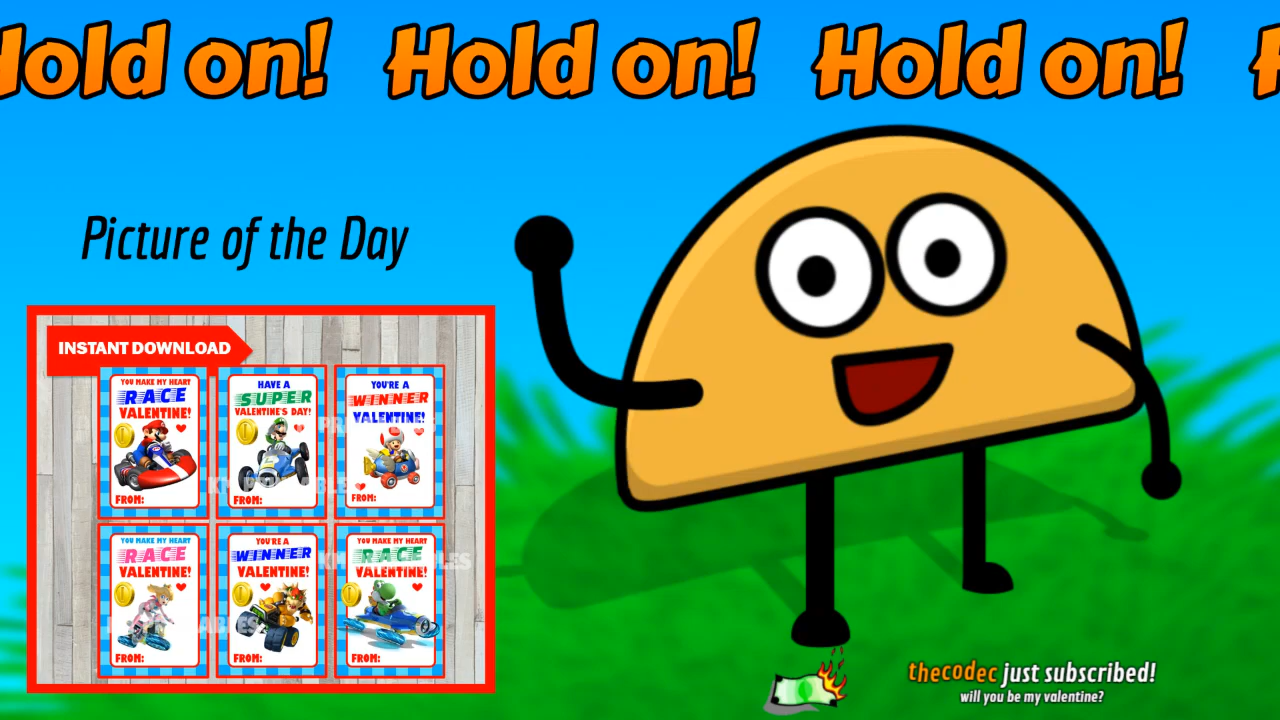 Hold on! Hold on! Hold on!
Picture of the Day
INSTANT DOWNLOAD
YOU MAKE MY HEART
RACE
VALENTINE!
FROM:
HAVE A
SUPER
VALENTINE'S DAY!
FROM:
YOU'RE A
WINNER
VALENTINE!
FROM:
YOU MAKE MY HEART
RACE
VALENTINE!
FROM:
YOU'RE A
WINNER
VALENTINE!
FROM:
YOU MAKE MY HEART
RACE
VALENTINE!
FROM:
thecodec just subscribed!
will you be my valentine?